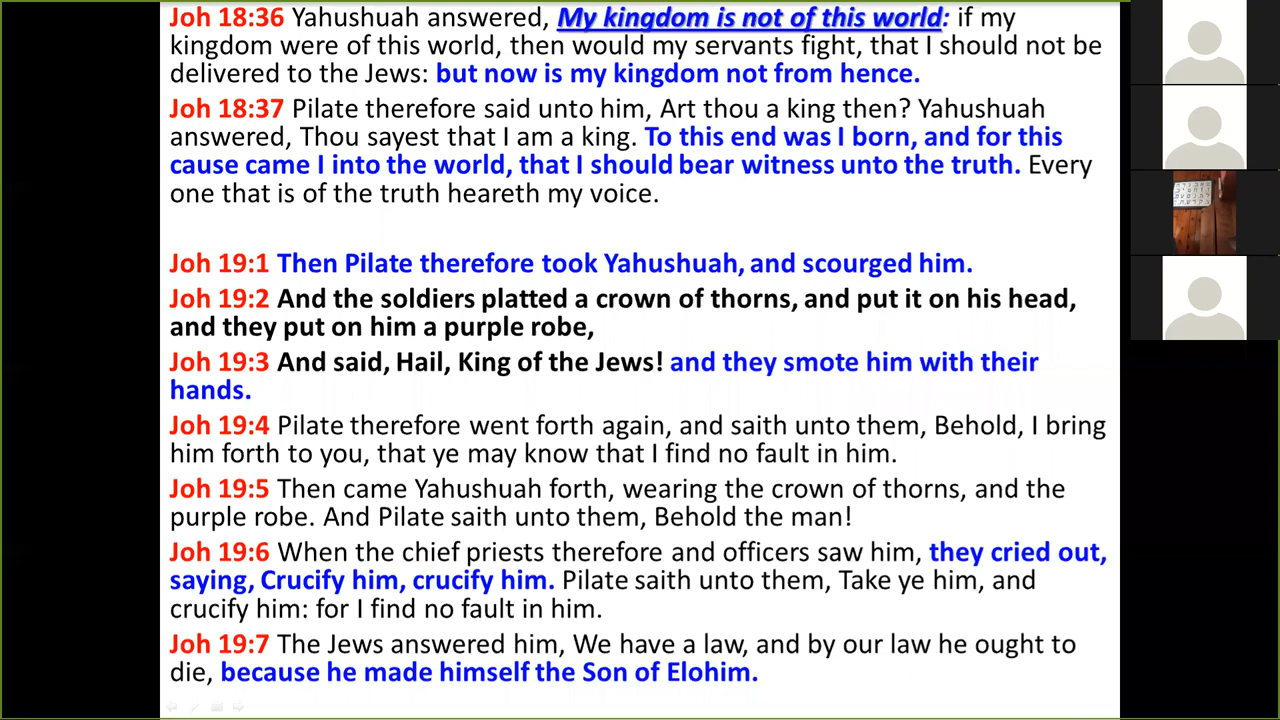 Joh 18:36 Yahushuah answered, My kingdom is not of this world: if my
kingdom were of this world, then would my servants fight, that I should not be
delivered to the Jews: but now is my kingdom not from hence.
Joh 18:37 Pilate therefore said unto him, Art thou a king then? Yahushuah
answered, Thou sayest that I am a king. To this end was I born, and for this
cause came I into the world, that I should bear witness unto the truth. Every
one that is of the truth heareth my voice.
Joh 19:1 Then Pilate therefore took Yahushuah, and scourged him.
Joh 19:2 And the soldiers platted a crown of thorns, and put it on his head,
and they put on him a purple robe,
Joh 19:3 And said, Hail, King of the Jews! and they smote him with their
hands.
Joh 19:4 Pilate therefore went forth again, and saith unto them, Behold, I bring
him forth to you, that ye may know that I find no fault in him.
Joh 19:5 Then came Yahushuah forth, wearing the crown of thorns, and the
purple robe. And Pilate saith unto them, Behold the man!
Joh 19:6 When the chief priests therefore and officers saw him, they cried out,
saying, Crucify him, crucify him. Pilate saith unto them, Take ye him, and
crucify him: for I find no fault in him.
Joh 19:7 The Jews answered him, We have a law, and by our law he ought to
die, because he made himself the Son of Elohim.